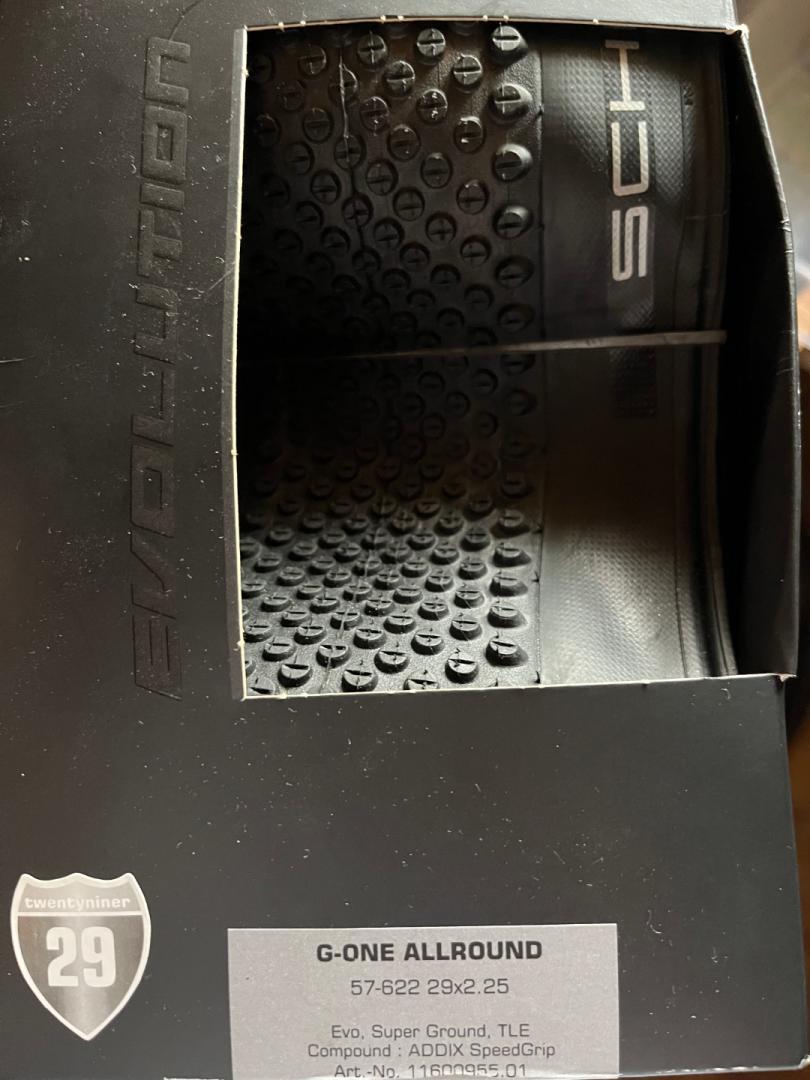 EVOLUTION
SCH
twentyniner
29
G-ONE ALLROUND
57-622 29x2.25
Evo, Super Ground, TLE
Compound : ADDIX SpeedGrip
Art.-No. 11600955.01